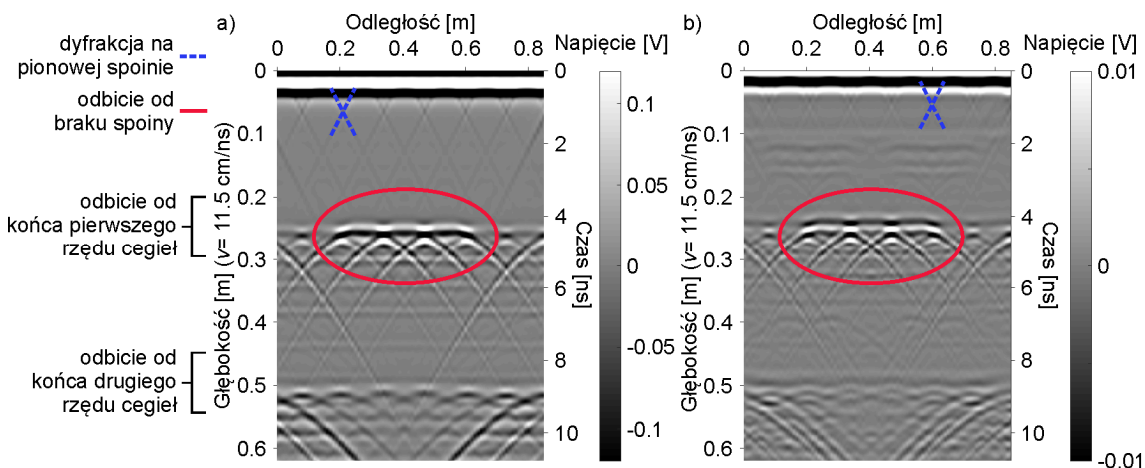 dyfrakcja na
pionowej spoinie
odbicie od
braku spoiny
odbicie od
końca pierwszego
rzędu cegieł
odbicie od
końca drugiego
rzędu cegieł
a)
Odległość [m]
0 0.2 0.4 0.6 0.8
Napięcie [V]
Głębokość [m] (v= 11.5 cm/ns)
0
0.1
0.2
0.3
0.4
0.5
0.6
Czas [ns]
0
2
4
6
8
10
0.1
0.05
0
-0.05
-0.1
b)
Odległość [m]
0 0.2 0.4 0.6 0.8
Napięcie [V]
Głębokość [m] (v= 11.5 cm/ns)
0
0.1
0.2
0.3
0.4
0.5
0.6
Czas [ns]
0
2
4
6
8
10
0.01
0
-0.01